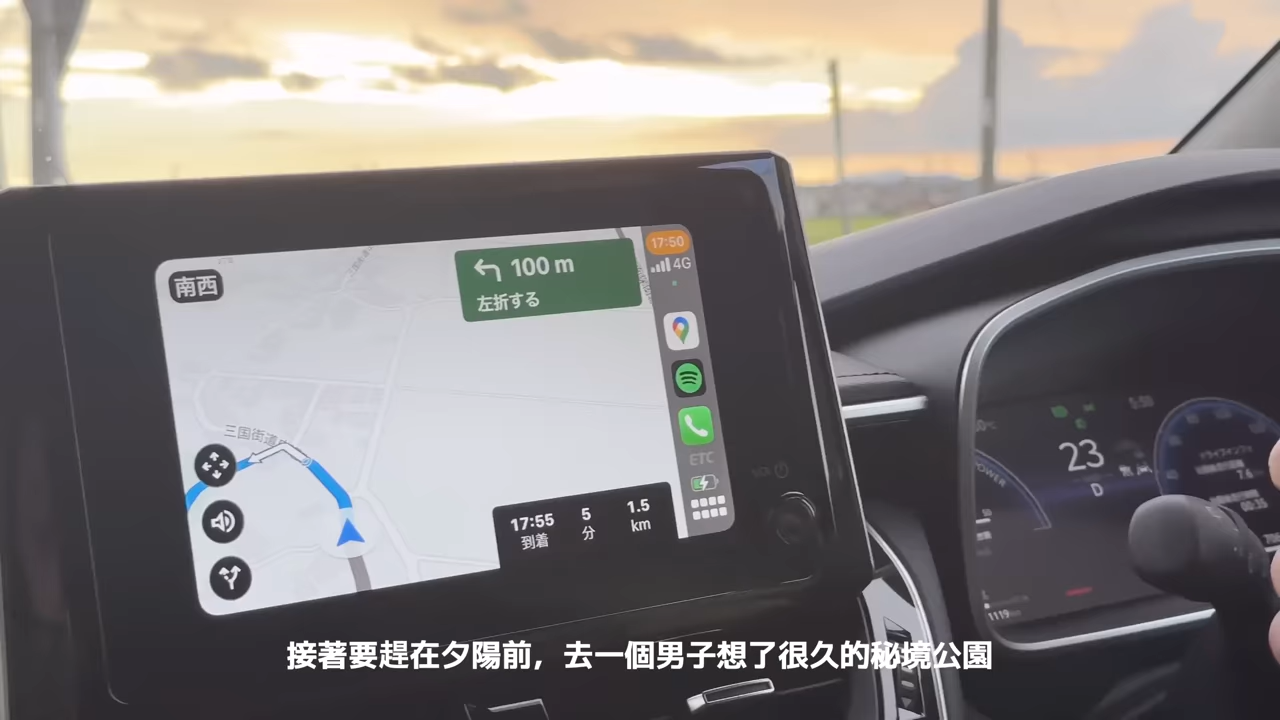 17:50
南西
100 m
4G
左折する
三国街道
23
D
POWER
ETC
17:55
5
1.5
到着
分
km
1119
接著要趕在夕陽前，去一個男子想了很久的秘境公園